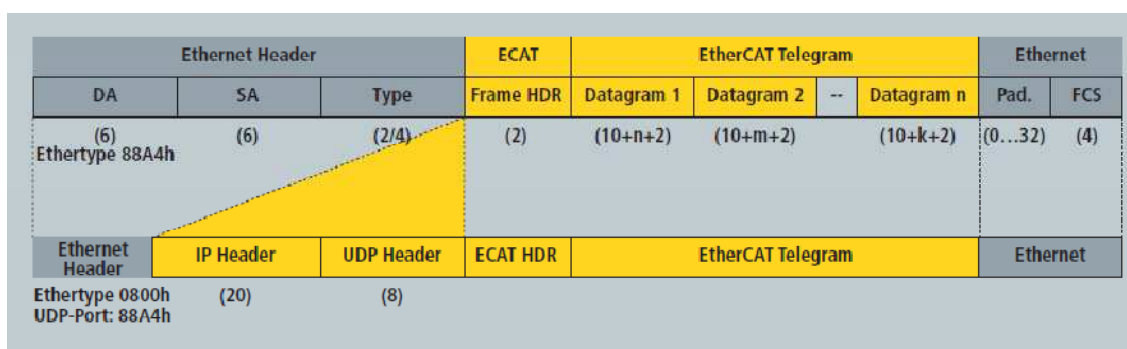 Ethernet Header ECAT EtherCAT Telegram Ethernet
DA SA Type Frame HDR Datagram 1 Datagram 2 -- Datagram n Pad. FCS
(6) (6) (2/4) (2) (10+n+2) (10+m+2) (10+k+2) (0...32) (4)
Ethertype 88A4h
Ethernet
Header IP Header UDP Header ECAT HDR EtherCAT Telegram Ethernet
Ethertype 0800h (20) (8)
UDP-Port: 88A4h